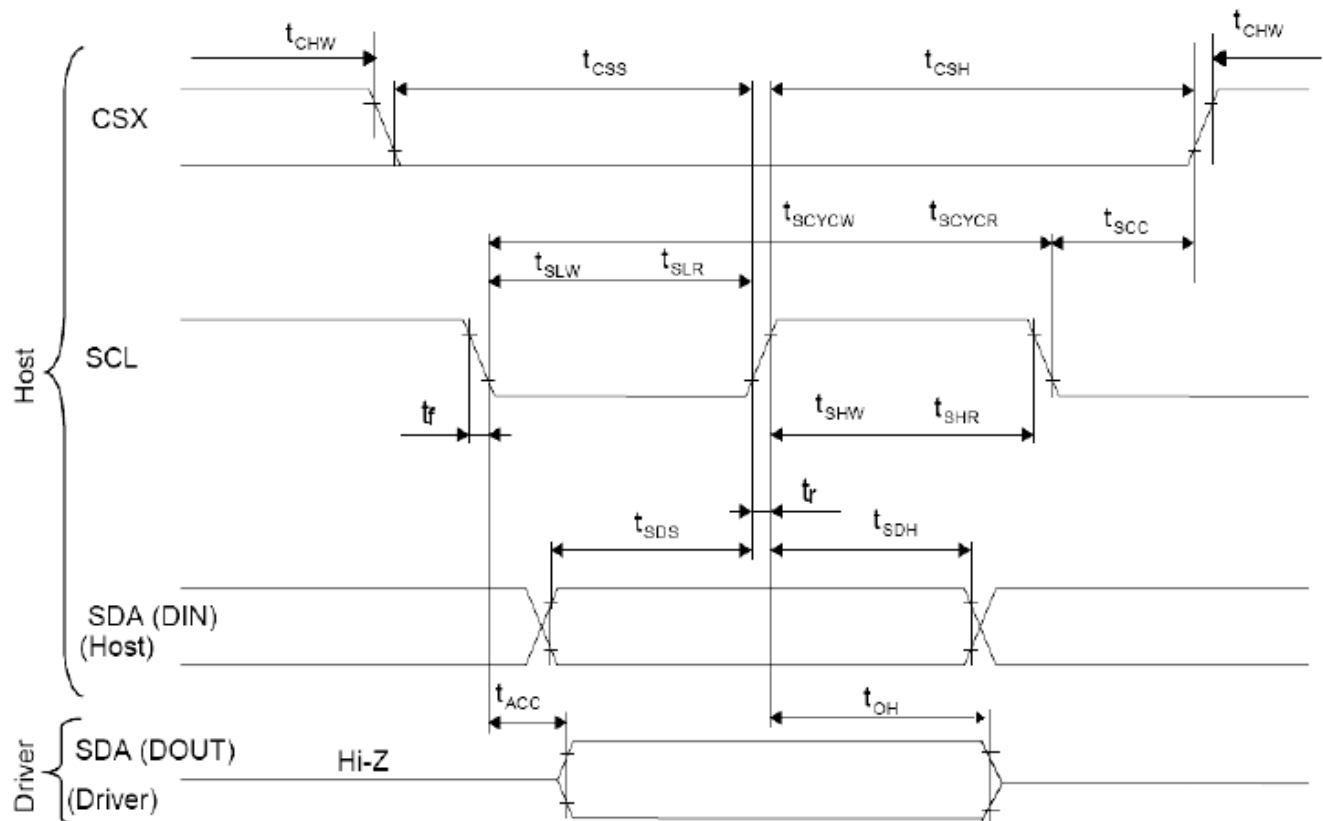 tCHW
tCHW
tCSS
tCSH
CSX
tSCYCW
tSCYCR
tSCC
tSLW
tSLR
Host
SCL
tf
tSHW
tSHR
tr
tSDS
tSDH
SDA (DIN)
(Host)
tACC
tOH
Driver
SDA (DOUT)
Hi-Z
(Driver)